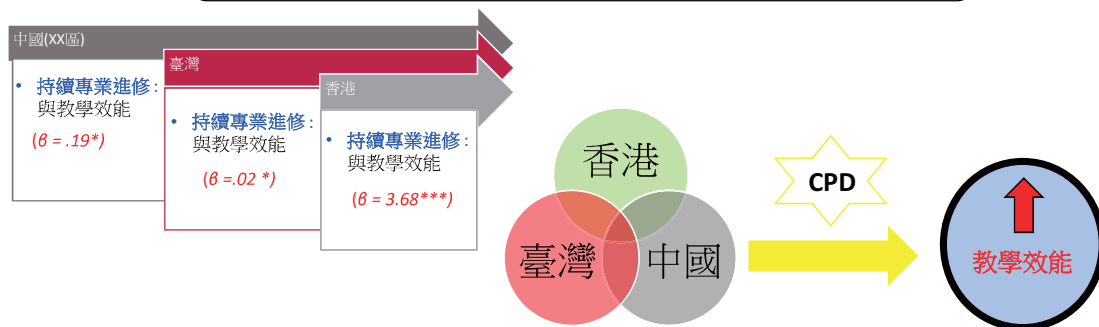 中國(XX區)
• 持續專業進修:
與教學效能
(β = .19*)
臺灣
• 持續專業進修:
與教學效能
(β =.02 *)
香港
• 持續專業進修:
與教學效能
(β = 3.68***)
香港
臺灣
中國
CPD
教學效能